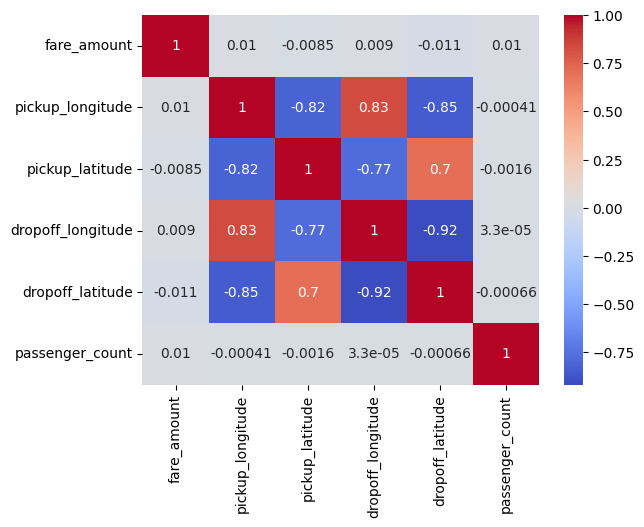 fare_amount 1 0.01 -0.0085 0.009 -0.011 0.01
pickup_longitude 0.01 1 -0.82 0.83 -0.85 -0.00041
pickup_latitude -0.0085 -0.82 1 -0.77 0.7 -0.0016
dropoff_longitude 0.009 0.83 -0.77 1 -0.92 3.3e-05
dropoff_latitude -0.011 -0.85 0.7 -0.92 1 -0.00066
passenger_count 0.01 -0.00041 -0.0016 3.3e-05 -0.00066 1
fare_amount
pickup_longitude
pickup_latitude
dropoff_longitude
dropoff_latitude
passenger_count
1.00
0.75
0.50
0.25
0.00
−0.25
−0.50
−0.75